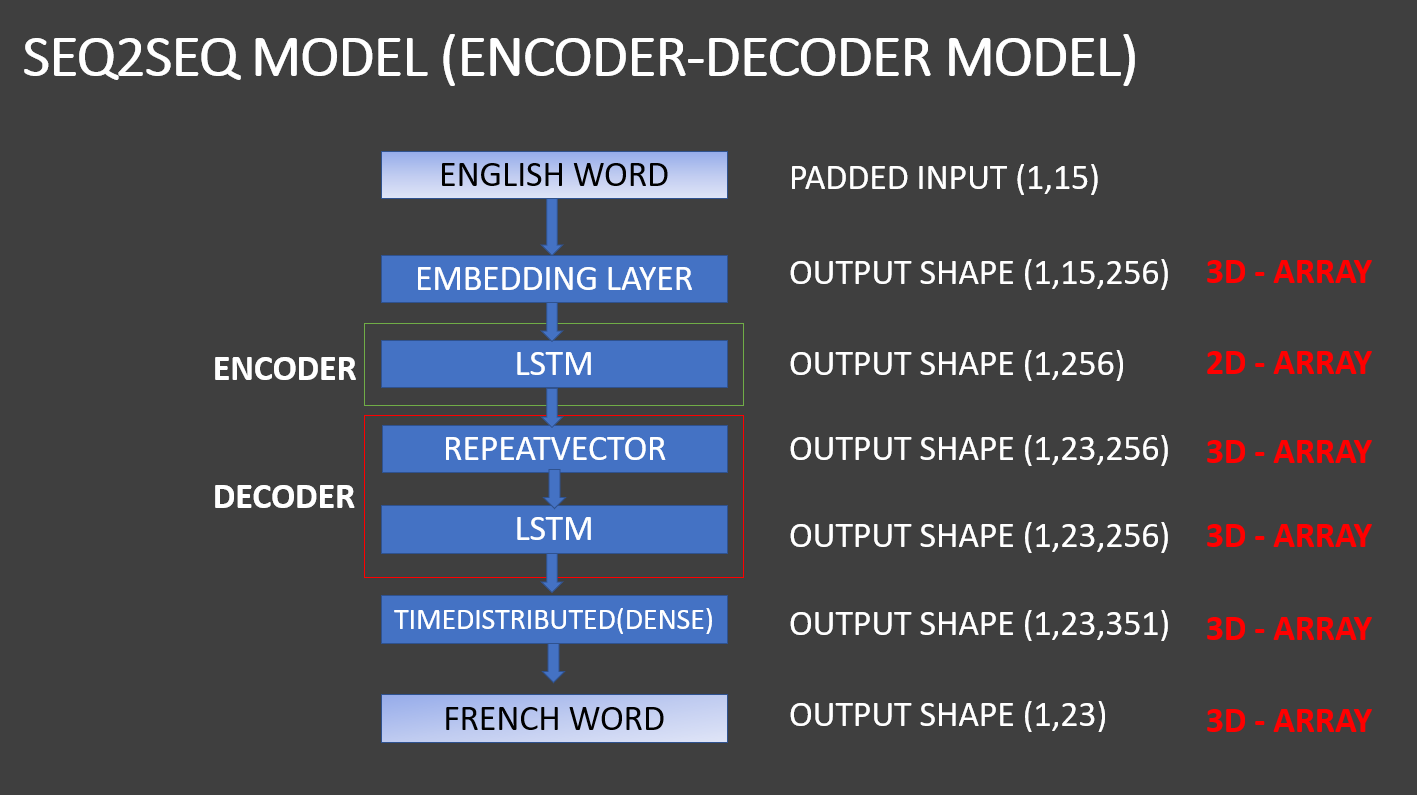 SEQ2SEQ MODEL (ENCODER-DECODER MODEL)
ENGLISH WORD PADDED INPUT (1,15)
EMBEDDING LAYER OUTPUT SHAPE (1,15,256) 3D - ARRAY
ENCODER LSTM OUTPUT SHAPE (1,256) 2D - ARRAY
REPEATVECTOR OUTPUT SHAPE (1,23,256) 3D - ARRAY
DECODER
LSTM OUTPUT SHAPE (1,23,256) 3D - ARRAY
TIMEDISTRIBUTED(DENSE) OUTPUT SHAPE (1,23,351) 3D - ARRAY
FRENCH WORD OUTPUT SHAPE (1,23) 3D - ARRAY